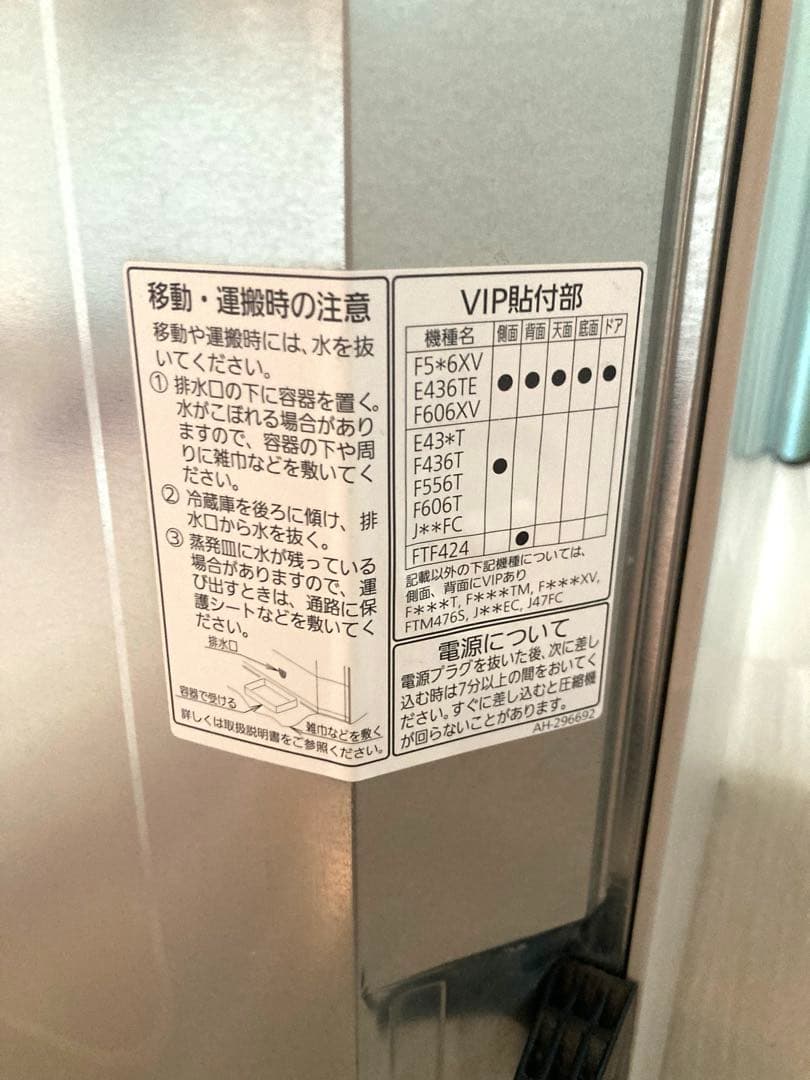 移動・運搬時の注意
移動や運搬時には、水を抜
いてください。
① 排水口の下に容器を置く。
水がこぼれる場合があり
ますので、容器の下や周
りに雑巾などを敷いてく
ださい。
② 冷蔵庫を後ろに傾け、排
水口から水を抜く。
③ 蒸発皿に水が残っている
場合がありますので、運
び出すときは、通路に保
護シートなどを敷いてく
ださい。
排水口
容器で受ける
雑巾などを敷く
詳しくは取扱説明書をご参照ください。
VIP貼付部
機種名 側面 背面 天面 底面 ドア
F5*6XV
E436TE ● ● ● ● ●
F606XV
E43*T
F436T ●
F556T
F606T
J**FC
FTF424 ●
記載以外の下記機種については、
側面、背面にVIPあり
F***T, F***TM, F***XV,
FTM476S, J**EC, J47FC
電源について
電源プラグを抜いた後、次に差し
込む時は7分以上の間をおいてく
ださい。すぐに差し込むと圧縮機
が回らないことがあります。
AH-296692